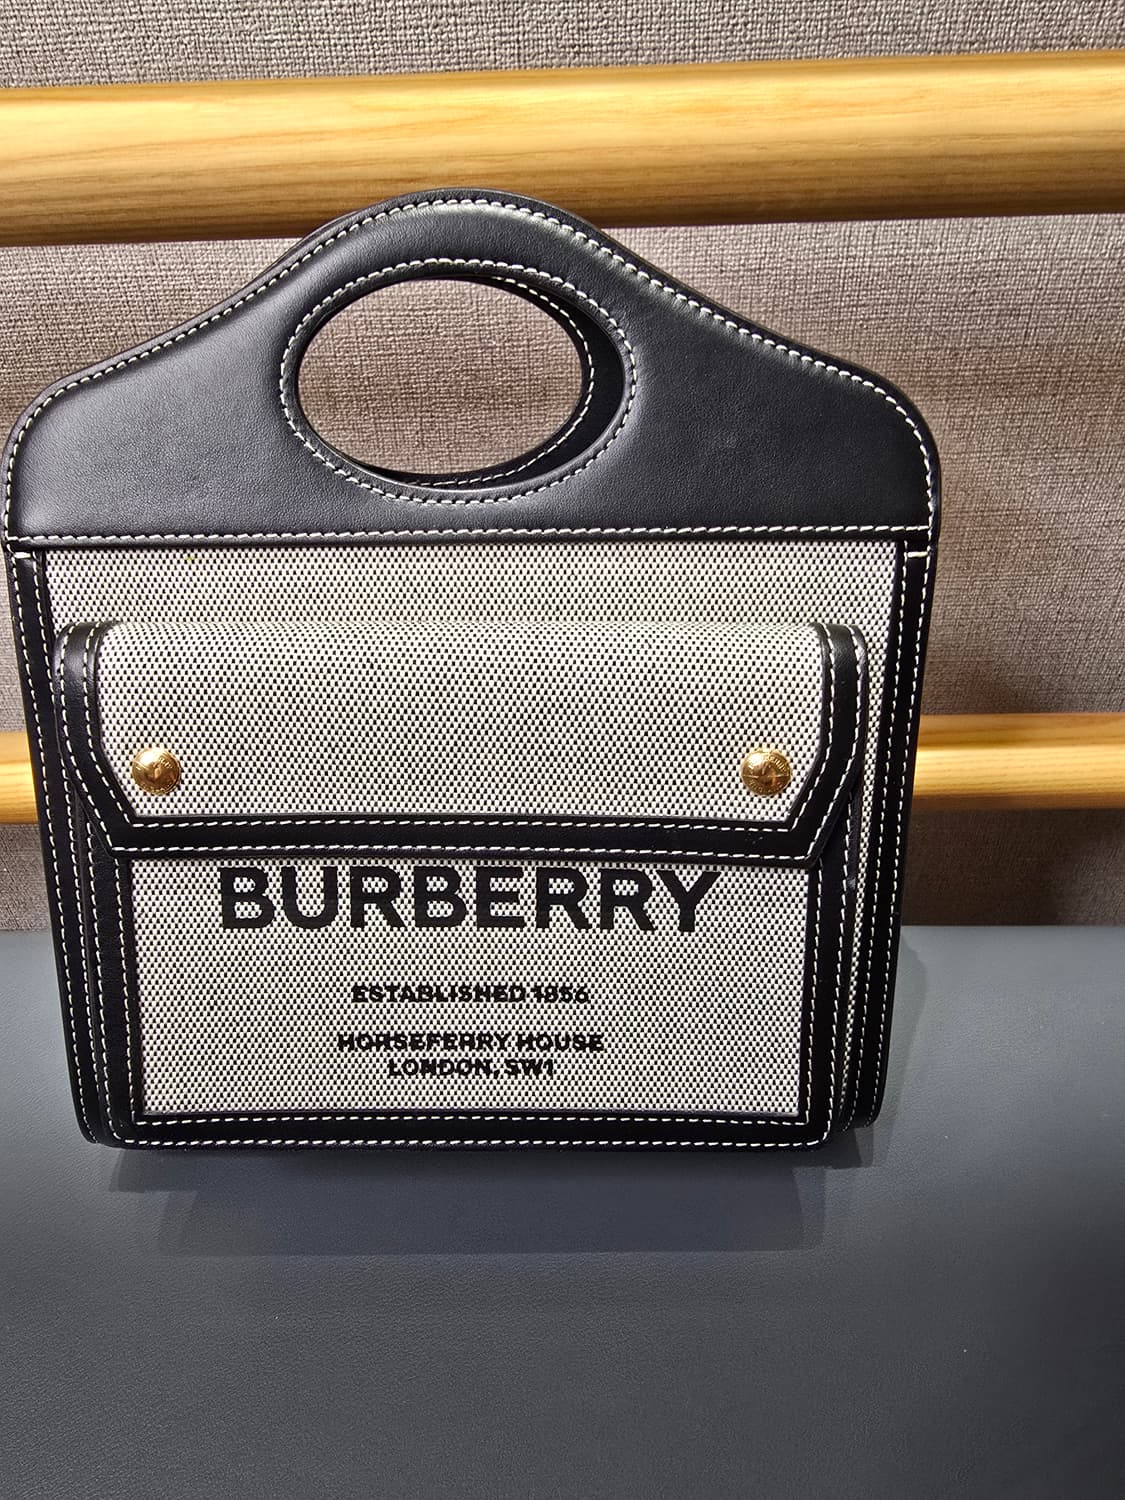 BURBERRY
ESTABLISHED 1856
HORSEFERRY HOUSE
LONDON, SW1